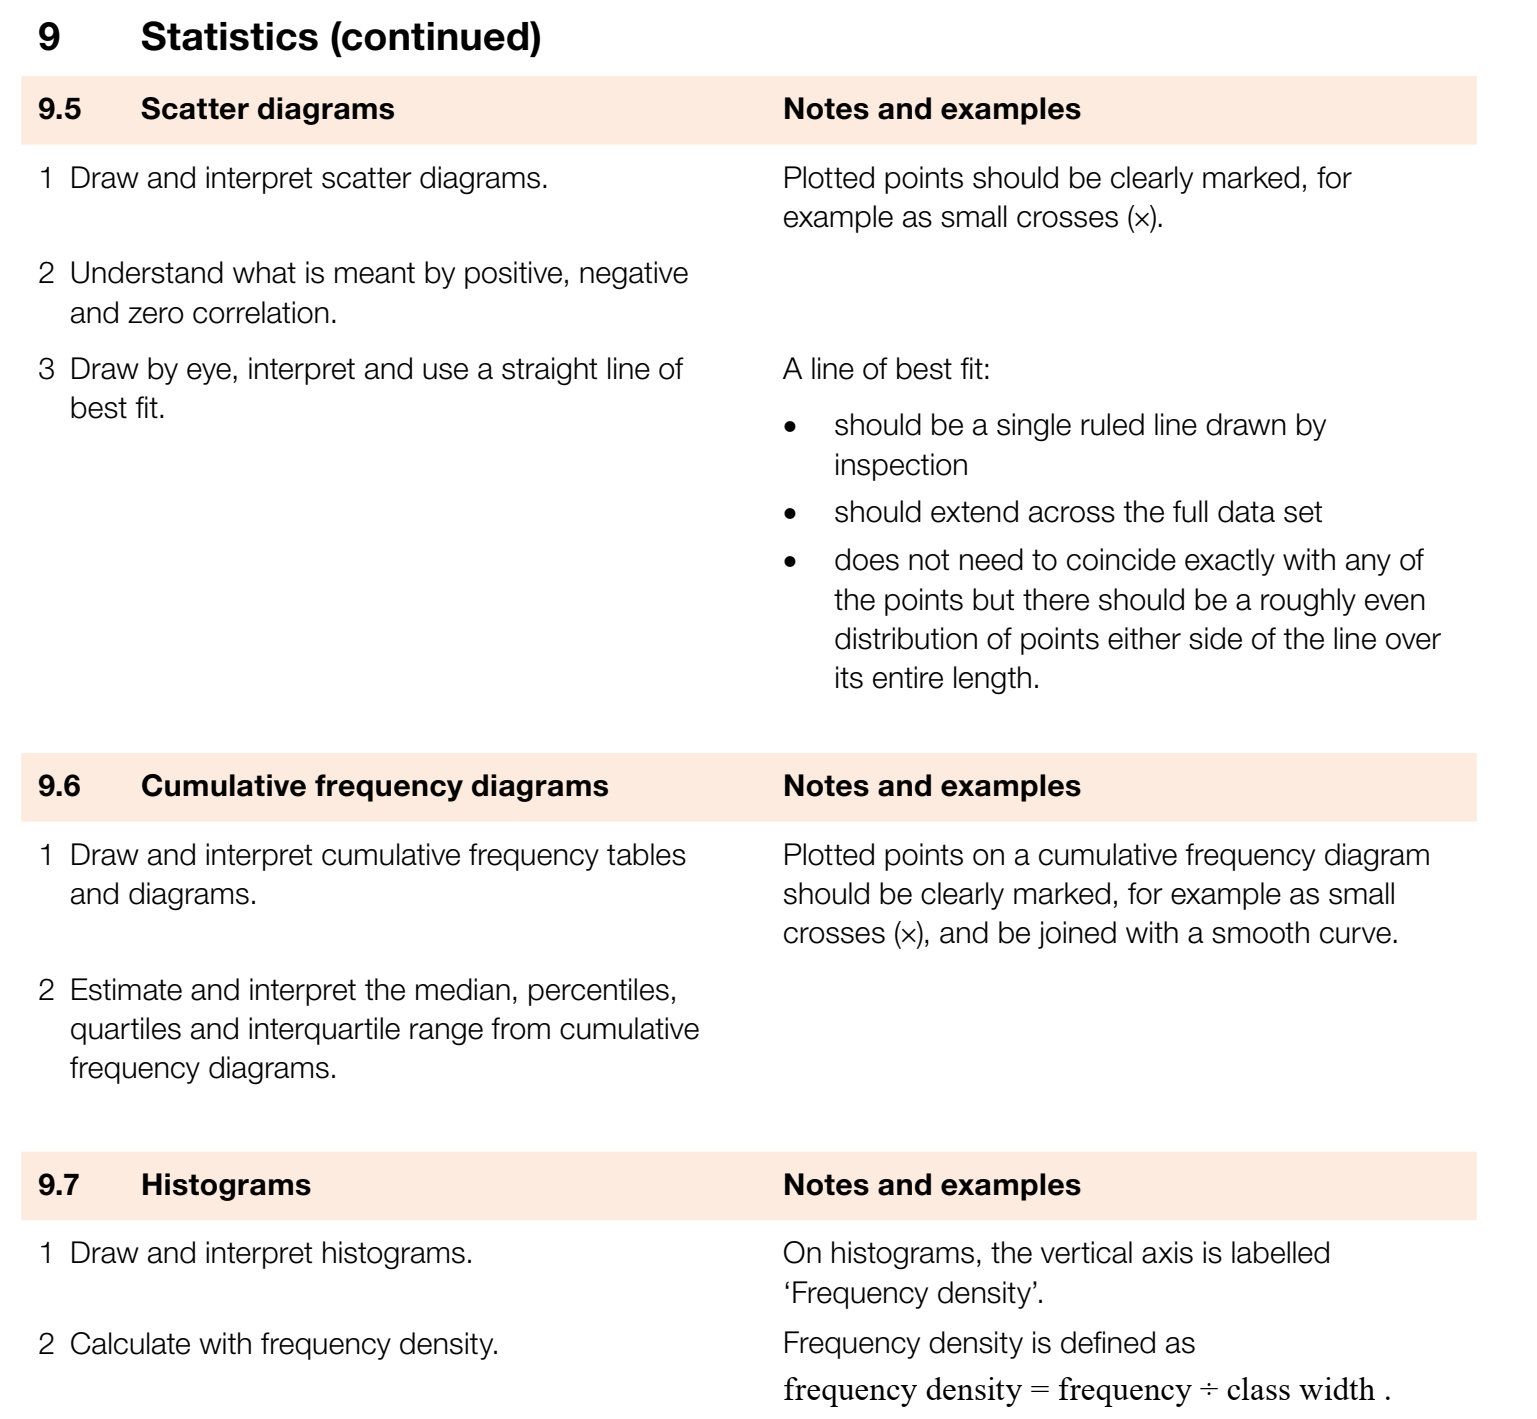 9 Statistics (continued)
9.5 Scatter diagrams Notes and examples
1 Draw and interpret scatter diagrams.
Plotted points should be clearly marked, for
example as small crosses (×).
2 Understand what is meant by positive, negative
and zero correlation.
3 Draw by eye, interpret and use a straight line of
best fit.
A line of best fit:
• should be a single ruled line drawn by
inspection
• should extend across the full data set
• does not need to coincide exactly with any of
the points but there should be a roughly even
distribution of points either side of the line over
its entire length.
9.6 Cumulative frequency diagrams Notes and examples
1 Draw and interpret cumulative frequency tables
and diagrams.
Plotted points on a cumulative frequency diagram
should be clearly marked, for example as small
crosses (×), and be joined with a smooth curve.
2 Estimate and interpret the median, percentiles,
quartiles and interquartile range from cumulative
frequency diagrams.
9.7 Histograms Notes and examples
1 Draw and interpret histograms.
On histograms, the vertical axis is labelled
‘Frequency density’.
2 Calculate with frequency density.
Frequency density is defined as
frequency density = frequency ÷ class width .